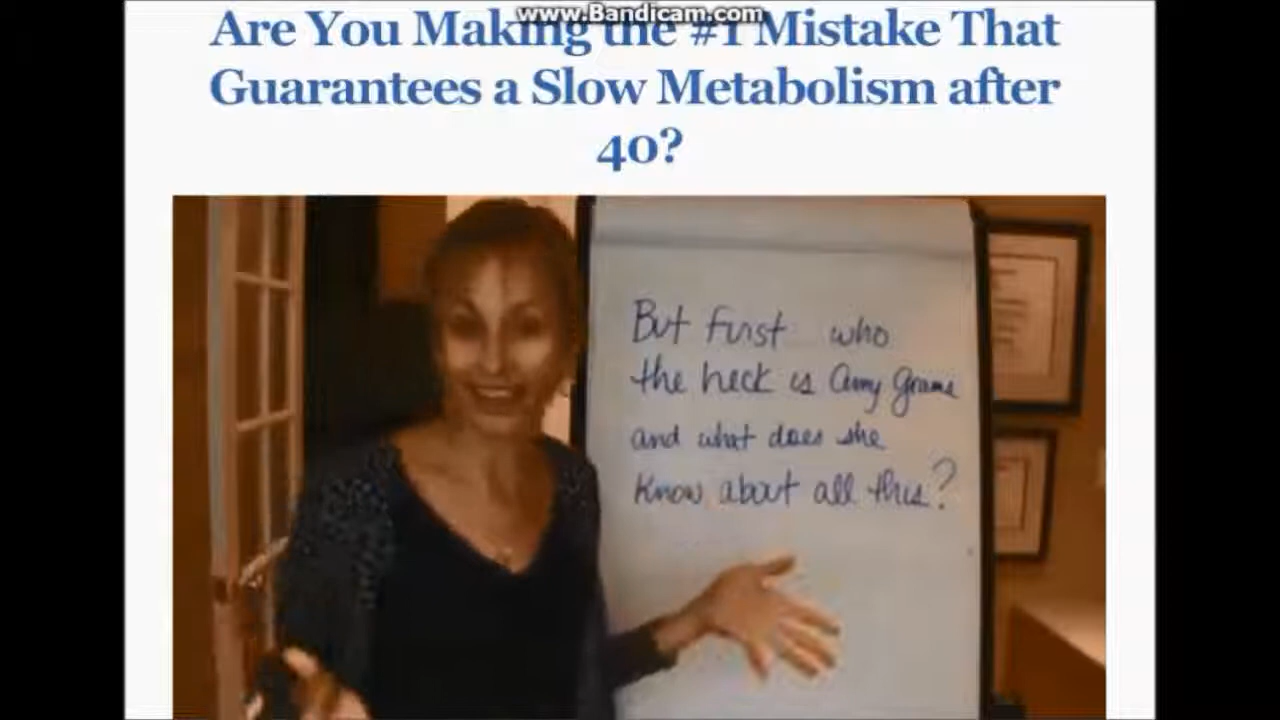 www.Bandicam.com
Are You Making the #1 Mistake That
Guarantees a Slow Metabolism after
40?
But First who
the heck is Amy
and what does she
know about all this?